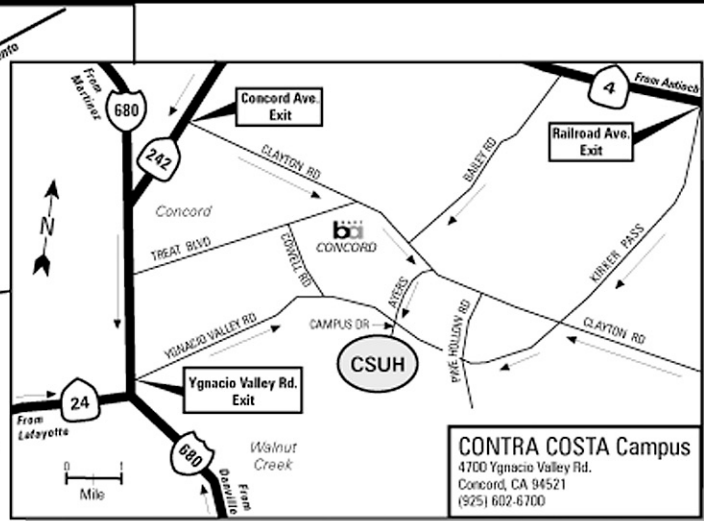 nto
From
Martinez
680
242
Concord Ave.
Exit
4
From Antioch
Railroad Ave.
Exit
CLAYTON RD
BAILEY RD
N
Concord
TREAT BLVD
COWELL RD
ba
CONCORD
AYERS
KIRKER PASS
YGNACIO VALLEY RD
CAMPUS DR
PINE HOLLOW RD
CLAYTON RD
CSUH
Ygnacio Valley Rd.
Exit
24
From
Lafayette
680
Walnut
Creek
From
Danville
0 1
Mile
CONTRA COSTA Campus
4700 Ygnacio Valley Rd.
Concord, CA 94521
(925) 602-6700